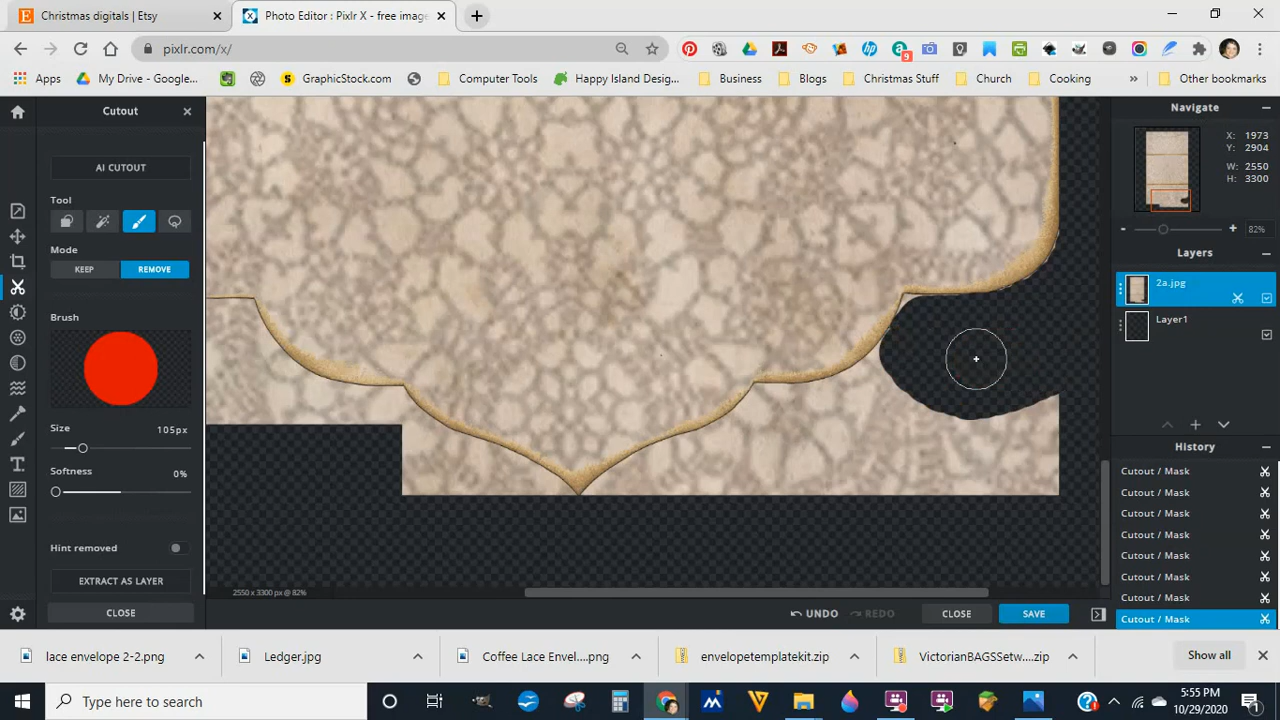 Christmas digitals | Etsy
Photo Editor : Pixlr X - free image
pixlr.com/x/
9
Apps
My Drive - Google...
GraphicStock.com
Computer Tools
Happy Island Desig...
Business
Blogs
Christmas Stuff
Church
Cooking
»
Other bookmarks
Cutout
AI CUTOUT
Tool
Mode
KEEP
REMOVE
Brush
Size
105px
Softness
0%
Hint removed
EXTRACT AS LAYER
CLOSE
2550 x 3300 px @ 82%
UNDO
REDO
CLOSE
SAVE
Navigate
X: 1973
Y: 2904
W: 2550
H: 3300
82%
Layers
2a.jpg
Layer1
History
Cutout / Mask
Cutout / Mask
Cutout / Mask
Cutout / Mask
Cutout / Mask
Cutout / Mask
Cutout / Mask
Cutout / Mask
lace envelope 2-2.png
Ledger.jpg
Coffee Lace Envel....png
envelopetemplatekit.zip
VictorianBAGSSetw....zip
Show all
Type here to search
5:55 PM
10/29/2020